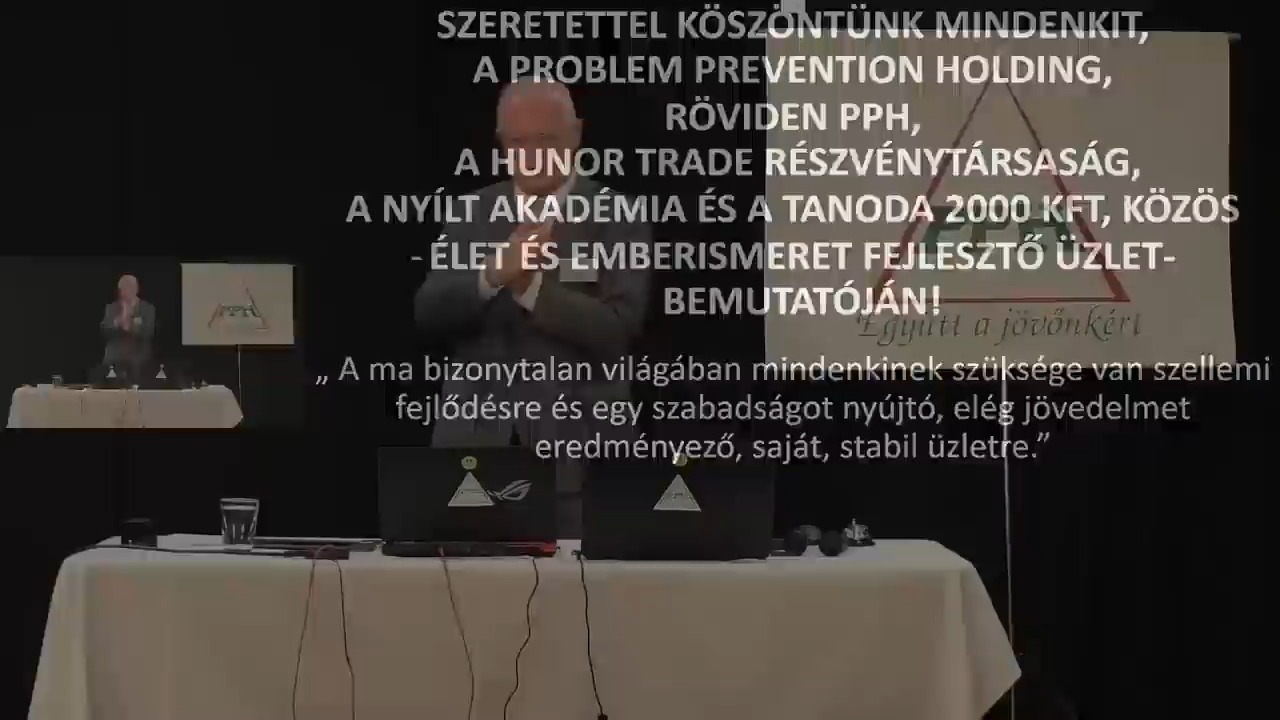 SZERETETTEL KÖSZÖNTÜNK MINDENKIT,
A PROBLEM PREVENTION HOLDING,
RÖVIDEN PPH,
A HUNOR TRADE RÉSZVÉNYTÁRSASÁG,
A NYÍLT AKADÉMIA ÉS A TANODA 2000 KFT, KÖZÖS
- ÉLET ÉS EMBERISMERET FEJLESZTŐ ÜZLET-
BEMUTATÓJÁN!
„ A ma bizonytalan világában mindenkinek szüksége van szellemi
fejlődésre és egy szabadságot nyújtó, elég jövedelmet
eredményező, saját, stabil üzletre.”
PPH
Együtt a jövőnkért
PPH